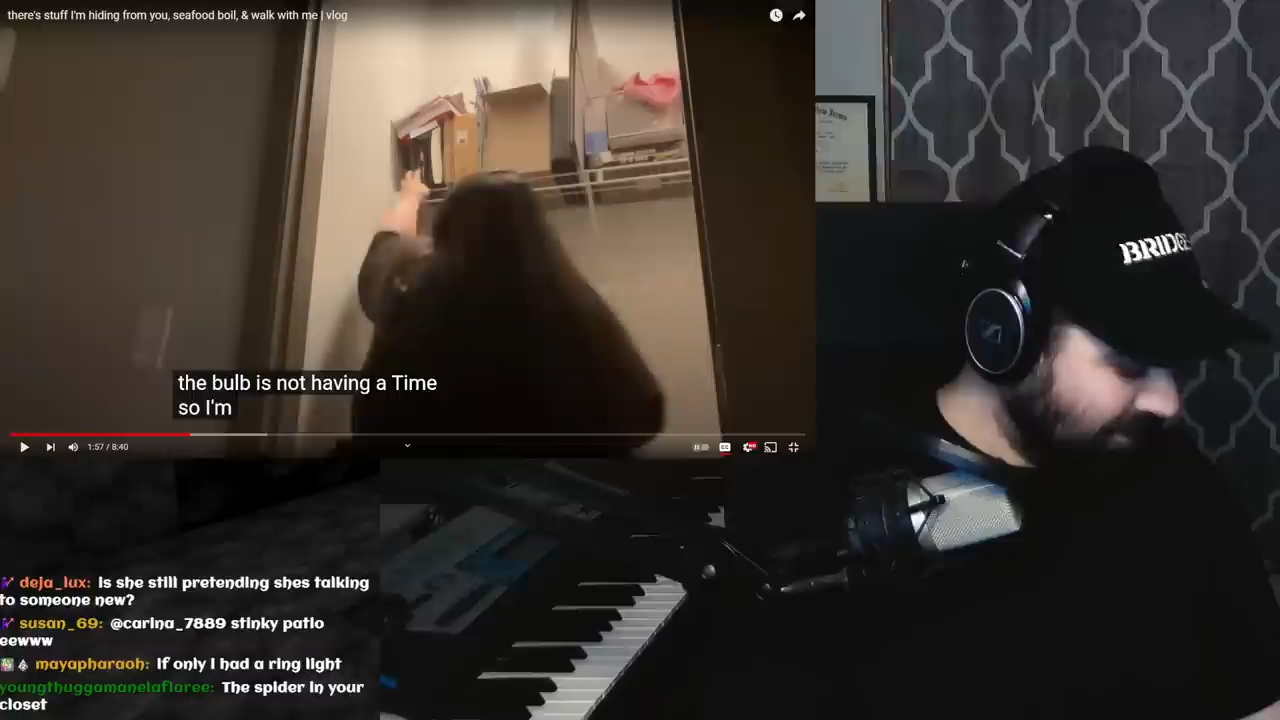 there's stuff I'm hiding from you, seafood boil, & walk with me | vlog
BRIDGE
the bulb is not having a Time
so I'm
1:57 / 8:40
CC
deja_lux: Is she still pretending shes talking
to someone new?
susan_69: @carina_7889 stinky patio
eewww
mayapharaoh: If only I had a ring light
youngthuggamanelaflaree: The spider in your
closet